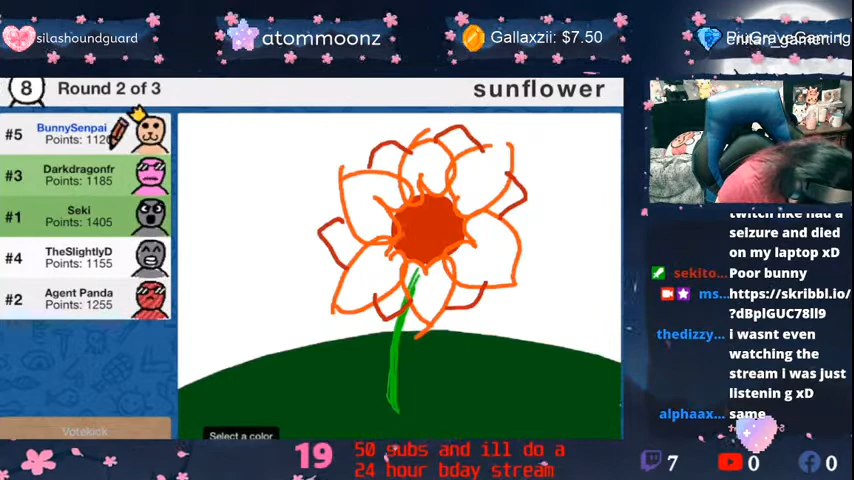 silashoundguard
atommoonz
Gallaxzii: $7.50
PiuGraveGaming
8
Round 2 of 3
sunflower
#5
BunnySenpai
Points: 1120
#3
Darkdragonfr
Points: 1185
#1
Seki
Points: 1405
#4
TheSlightlyD
Points: 1155
#2
Agent Panda
Points: 1255
Votekick
Select a color
twitch like had a
seizure and died
on my laptop xD
sekito... Poor bunny
ms... https://skribbl.io/
?dBplGUC78ll9
thedizzy... i wasnt even
watching the
stream i was just
listenin g xD
alphaax... same
19
50 subs and ill do a
24 hour bday stream
7
0
0